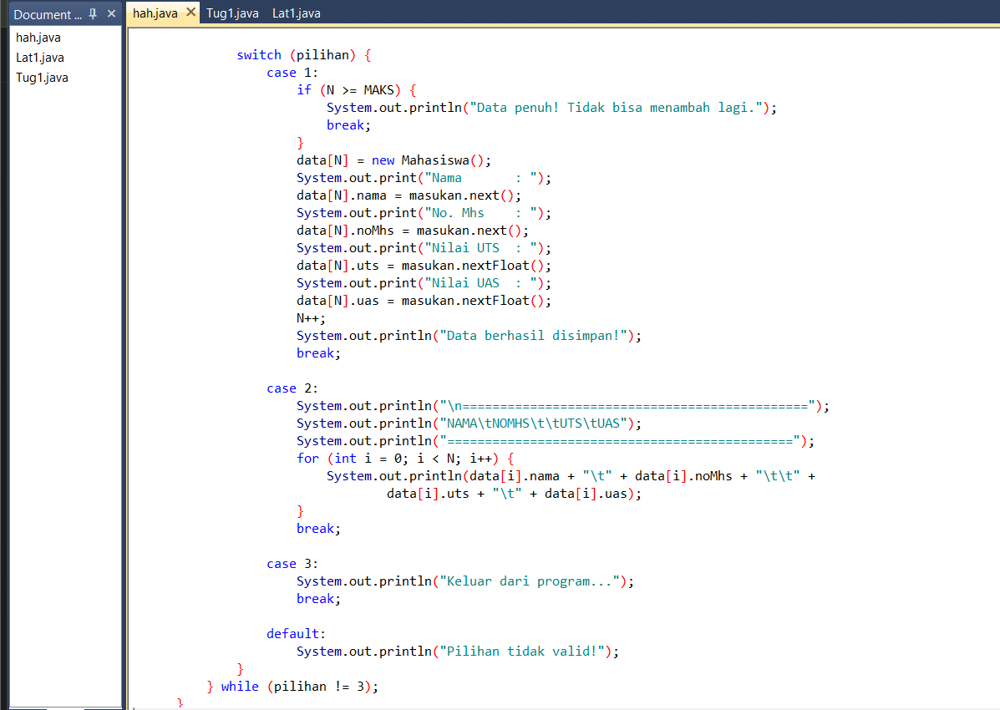 Document ...
hah.java Tug1.java Lat1.java
hah.java
Lat1.java
Tug1.java
switch (pilihan) {
case 1:
if (N >= MAKS) {
System.out.println("Data penuh! Tidak bisa menambah lagi.");
break;
}
data[N] = new Mahasiswa();
System.out.print("Nama       : ");
data[N].nama = masukan.next();
System.out.print("No. Mhs    : ");
data[N].noMhs = masukan.next();
System.out.print("Nilai UTS  : ");
data[N].uts = masukan.nextFloat();
System.out.print("Nilai UAS  : ");
data[N].uas = masukan.nextFloat();
N++;
System.out.println("Data berhasil disimpan!");
break;
case 2:
System.out.println("\n==============================================");
System.out.println("NAMA\tNOMHS\t\tUTS\tUAS");
System.out.println("==============================================");
for (int i = 0; i < N; i++) {
System.out.println(data[i].nama + "\t" + data[i].noMhs + "\t\t" +
data[i].uts + "\t" + data[i].uas);
}
break;
case 3:
System.out.println("Keluar dari program...");
break;
default:
System.out.println("Pilihan tidak valid!");
}
} while (pilihan != 3);
}